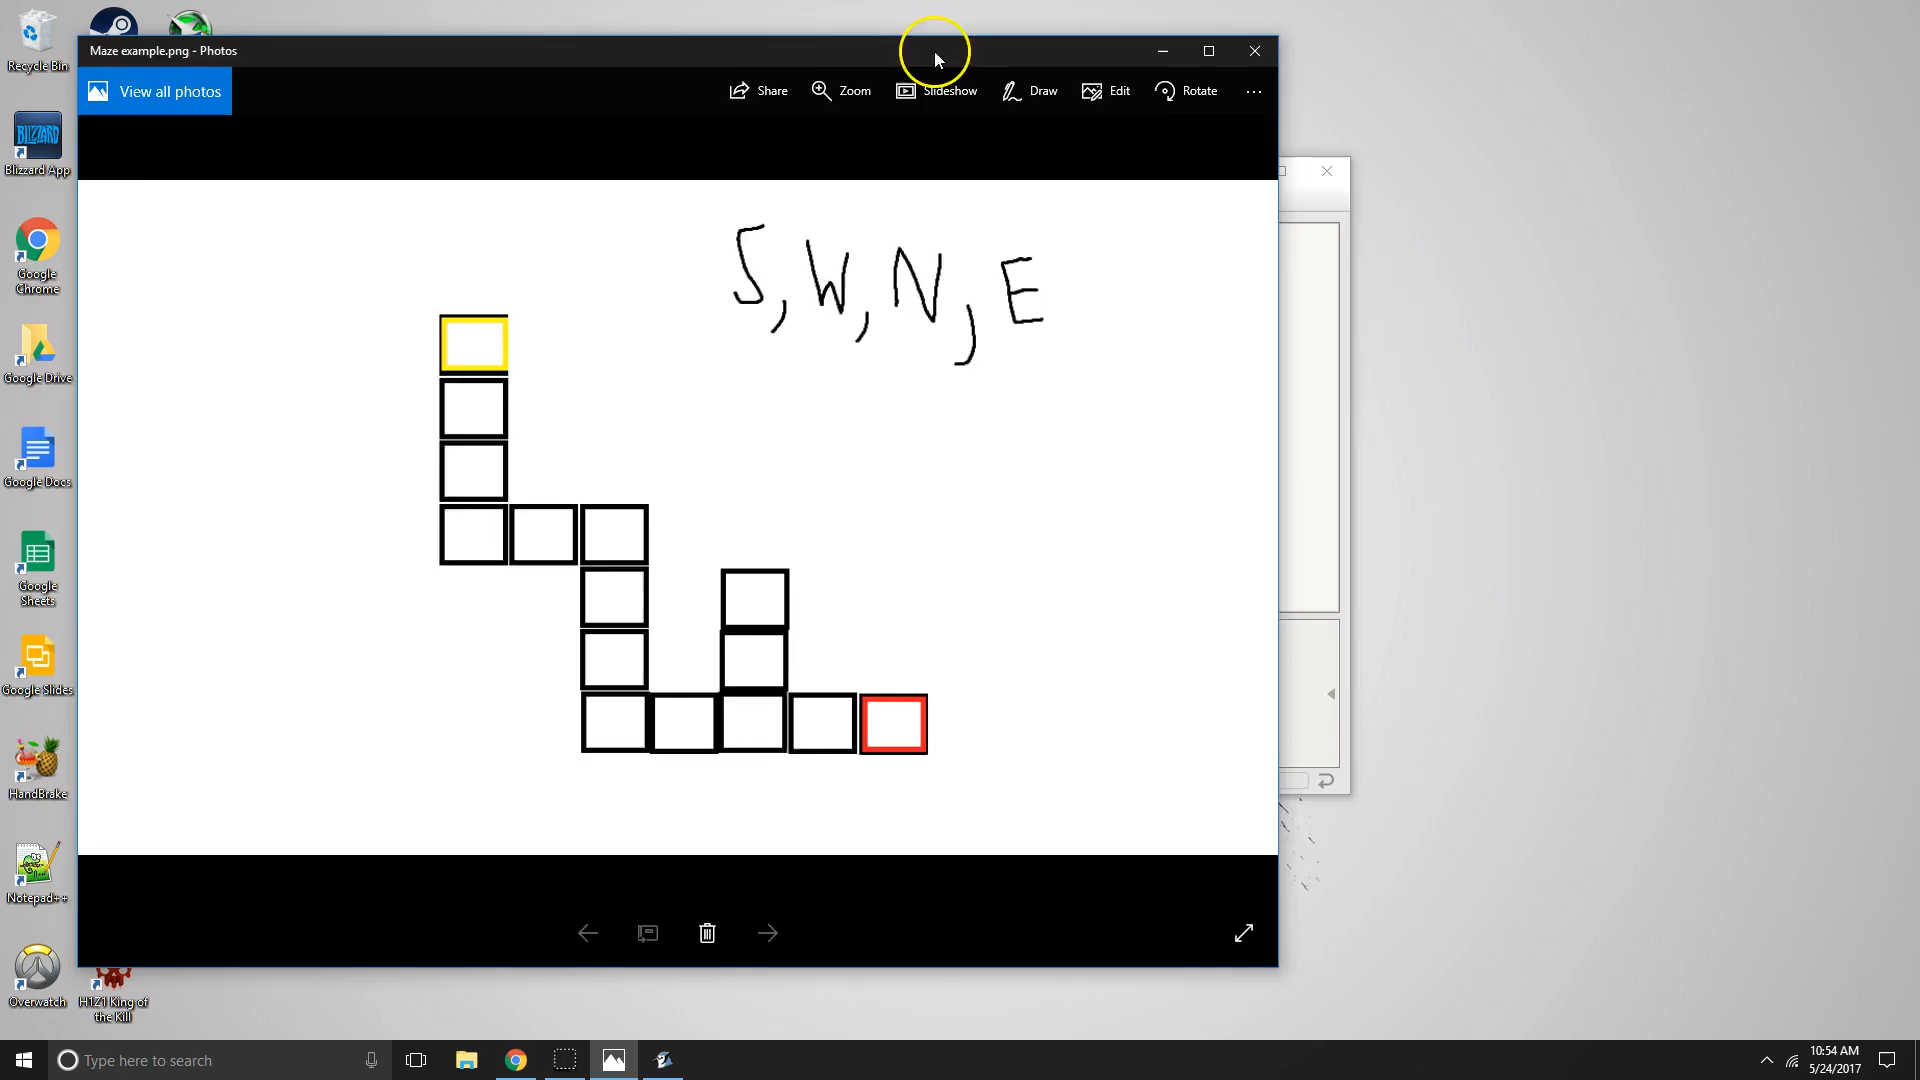 Recycle Bin
Maze example.png - Photos
View all photos
Share
Zoom
Slideshow
Draw
Edit
Rotate
BLIZZARD
Blizzard App
S, W, N, E
Google
Chrome
Google Drive
Google Docs
Google
Sheets
Google Slides
HandBrake
Notepad++
Overwatch
H1Z1 King of
the Kill
Type here to search
10:54 AM
5/24/2017